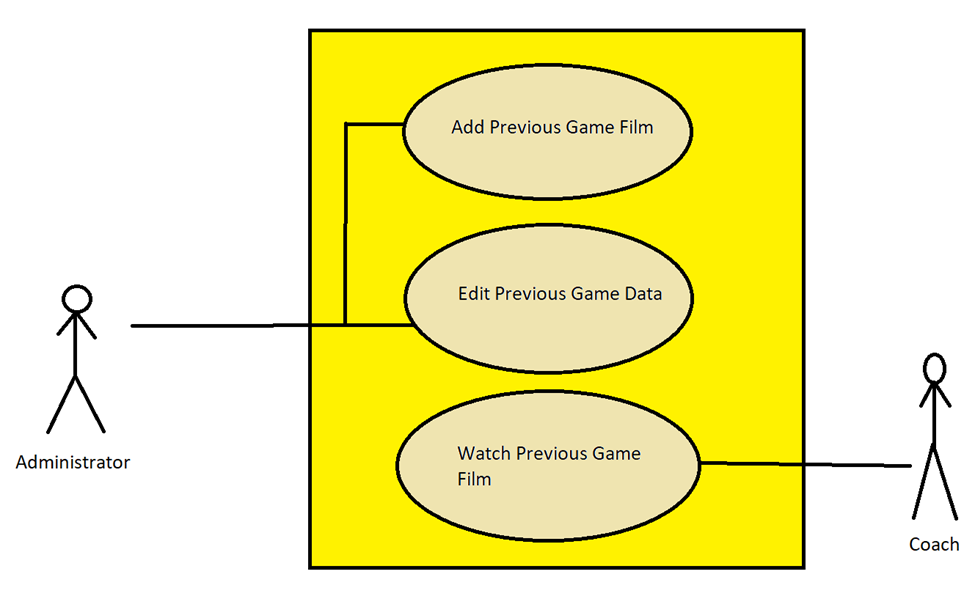 Add Previous Game Film
Edit Previous Game Data
Watch Previous Game
Film
Administrator
Coach